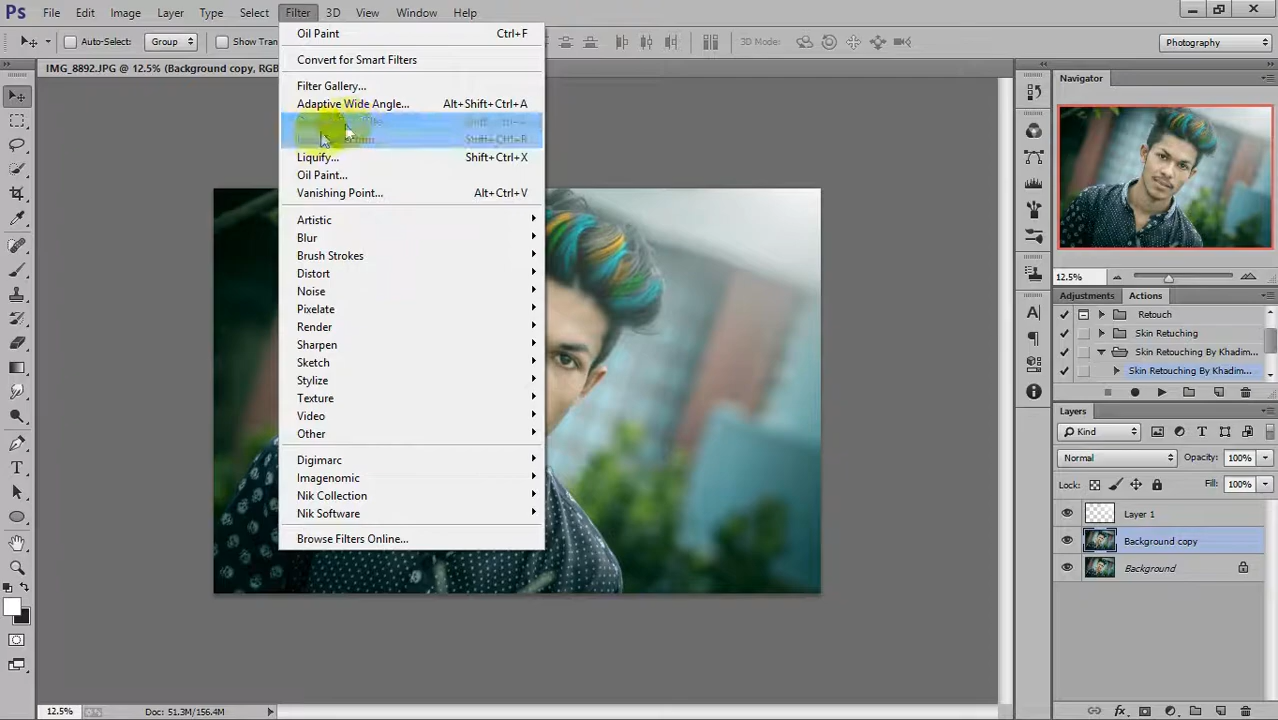 Ps File Edit Image Layer Type Select Filter 3D View Window Help
Auto-Select: Group Show Tran 3D Mode: Photography
IMG_8892.JPG @ 12.5% (Background copy, RGB
Oil Paint Ctrl+F
Convert for Smart Filters
Filter Gallery...
Adaptive Wide Angle... Alt+Shift+Ctrl+A
Liquify... Shift+Ctrl+X
Oil Paint...
Vanishing Point... Alt+Ctrl+V
Artistic
Blur
Brush Strokes
Distort
Noise
Pixelate
Render
Sharpen
Sketch
Stylize
Texture
Video
Other
Digimarc
Imagenomic
Nik Collection
Nik Software
Browse Filters Online...
Navigator
12.5%
Adjustments Actions
Retouch
Skin Retuching
Skin Retouching By Khadim...
Skin Retouching By Khadim...
Layers
Kind
Normal Opacity: 100%
Lock: Fill: 100%
Layer 1
Background copy
Background
12.5% Doc: 51.3M/156.4M